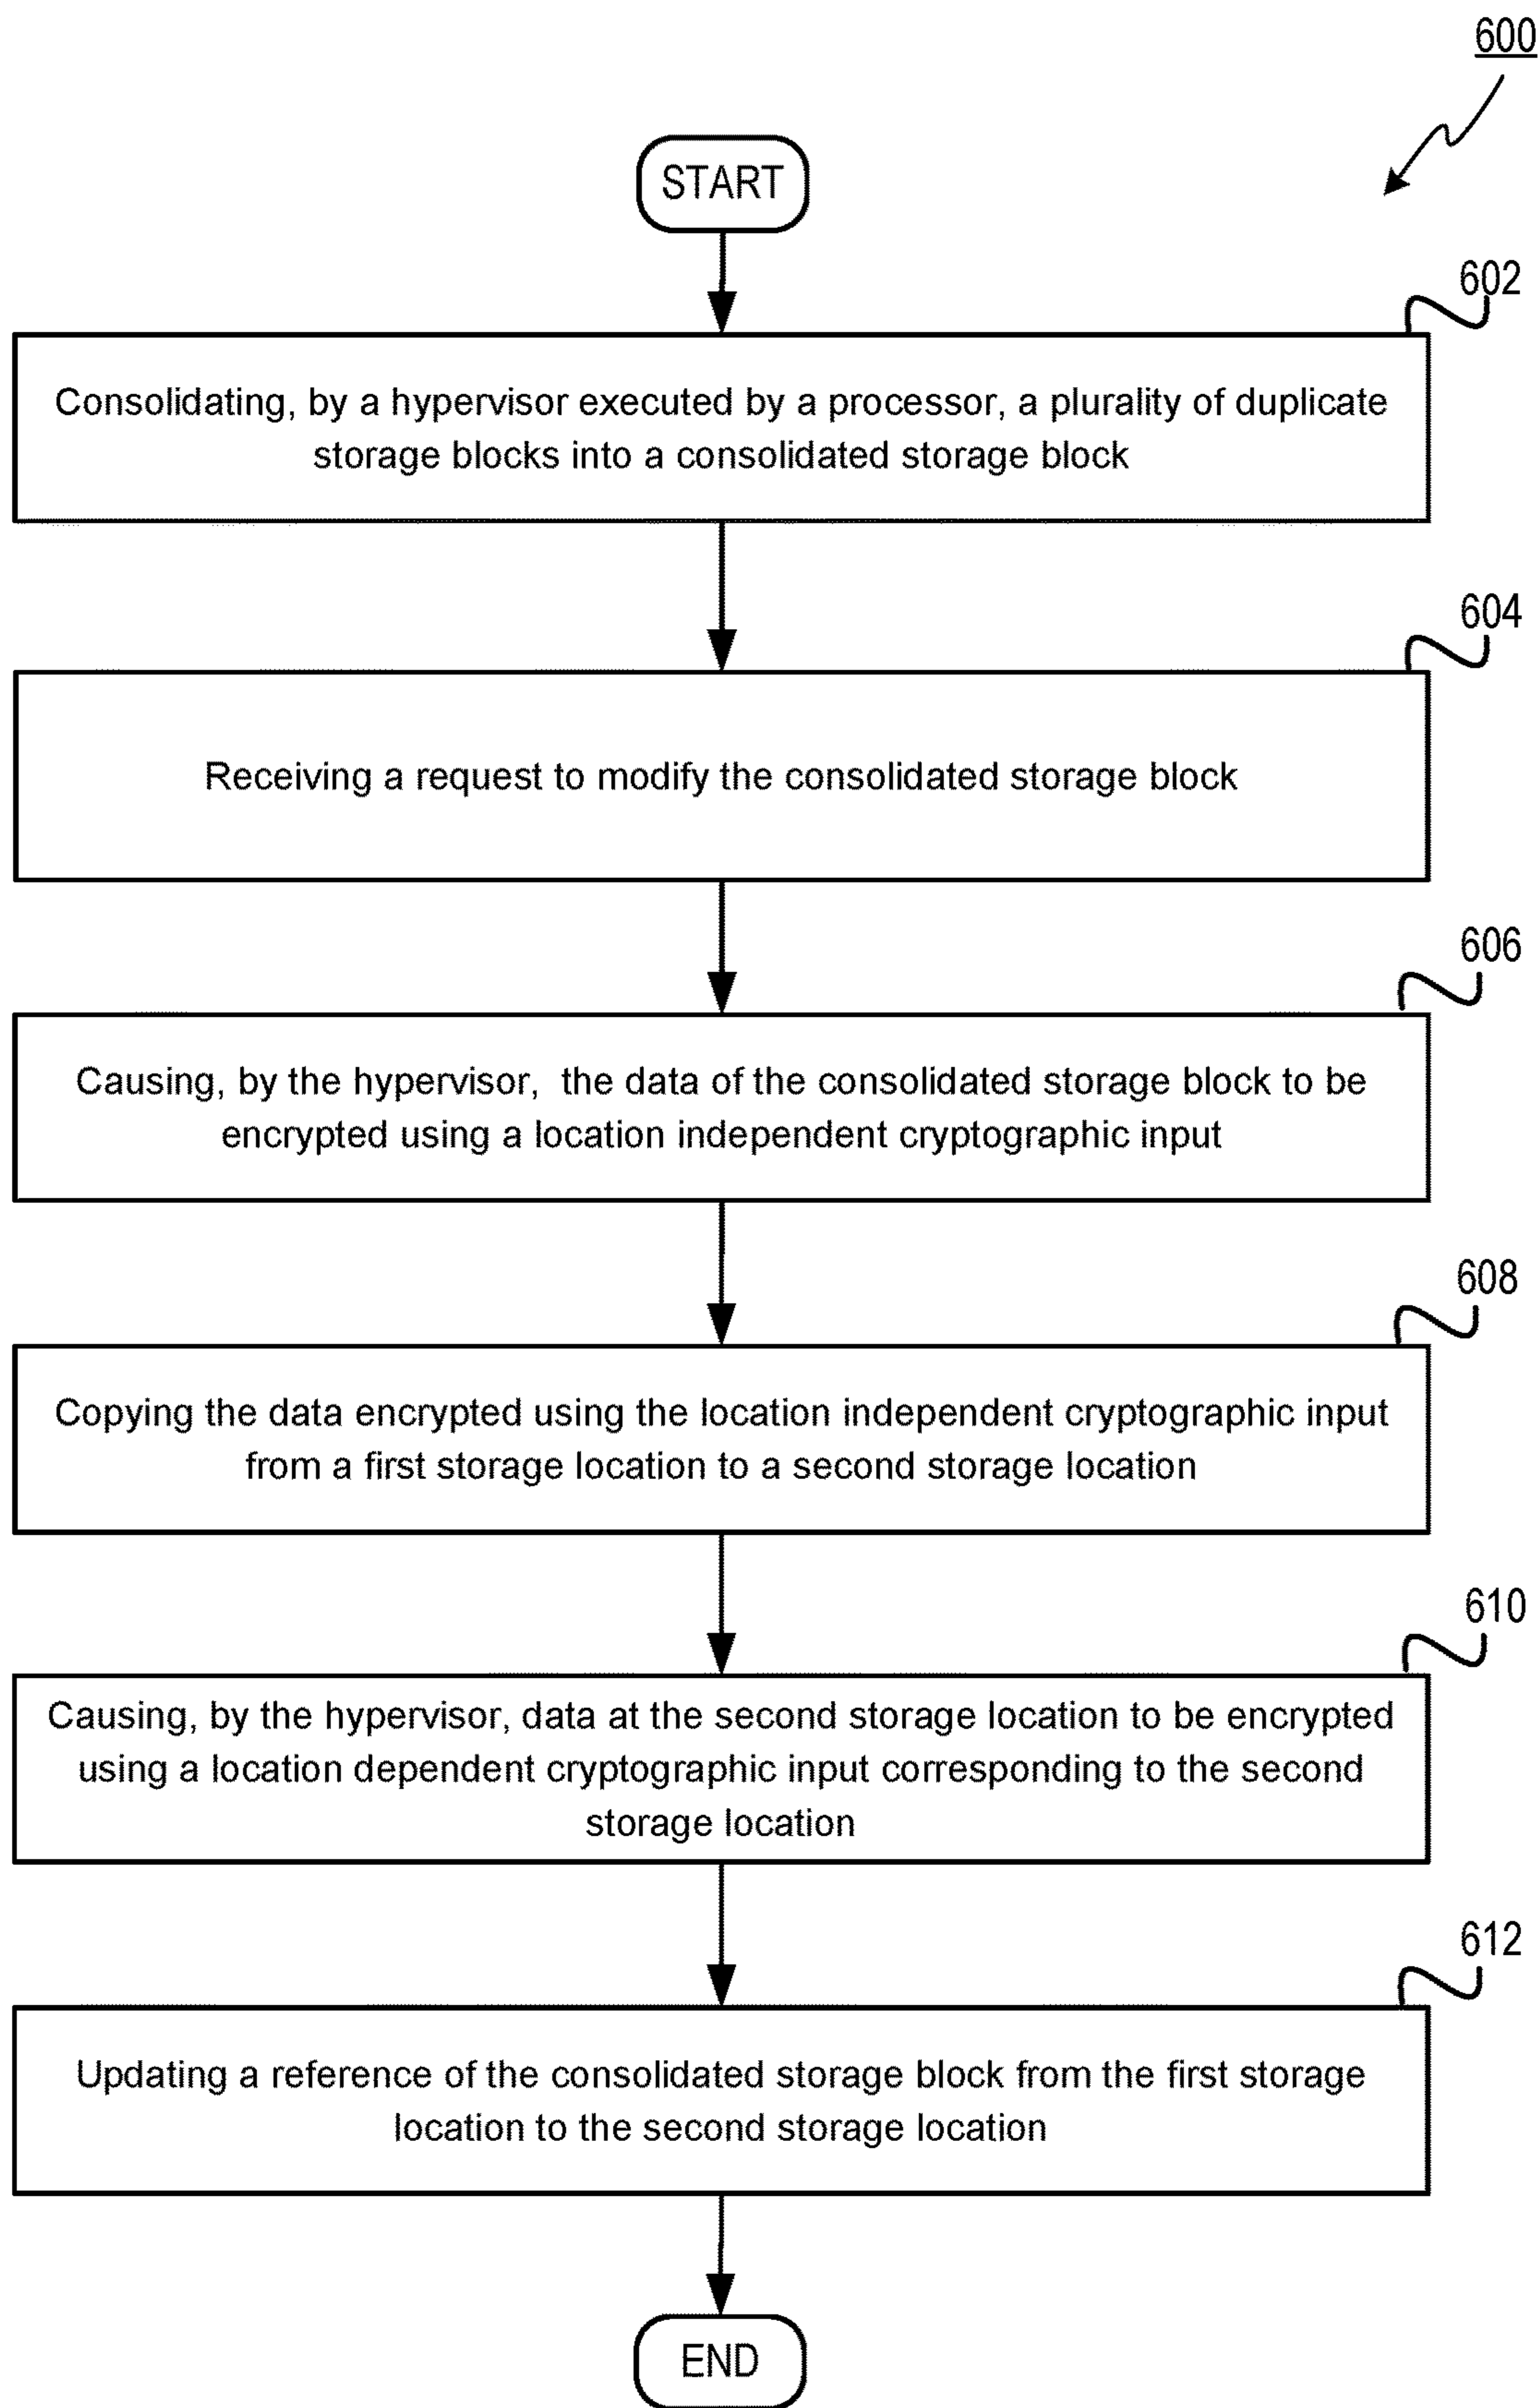 600
START
602
Consolidating, by a hypervisor executed by a processor, a plurality of duplicate
storage blocks into a consolidated storage block
604
Receiving a request to modify the consolidated storage block
606
Causing, by the hypervisor, the data of the consolidated storage block to be
encrypted using a location independent cryptographic input
608
Copying the data encrypted using the location independent cryptographic input
from a first storage location to a second storage location
610
Causing, by the hypervisor, data at the second storage location to be encrypted
using a location dependent cryptographic input corresponding to the second
storage location
612
Updating a reference of the consolidated storage block from the first storage
location to the second storage location
END